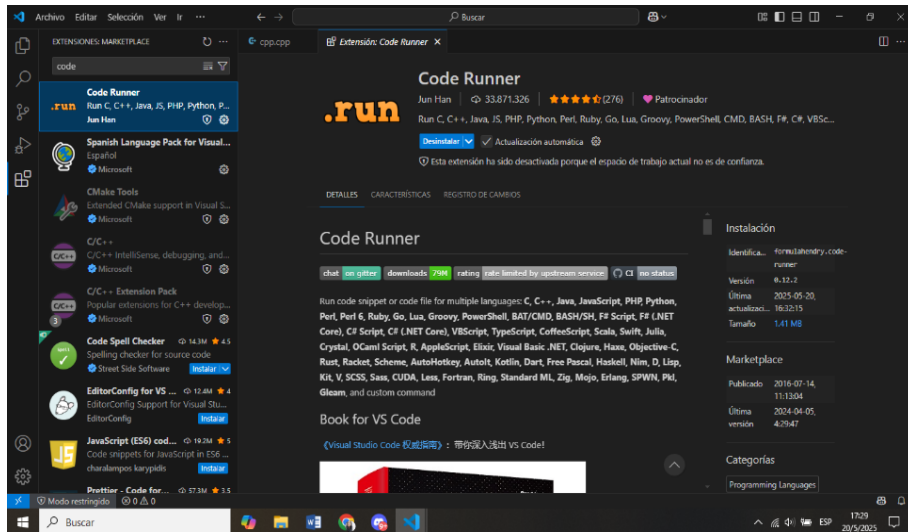 Archivo Editar Selección Ver Ir ···
Buscar
EXTENSIONES: MARKETPLACE
cpp.cpp
Extensión: Code Runner
code
Code Runner
Run C, C++, Java, JS, PHP, Python, P...
Jun Han
Spanish Language Pack for Visual...
Español
Microsoft
CMake Tools
Extended CMake support in Visual S...
Microsoft
C/C++
C/C++ IntelliSense, debugging, and...
Microsoft
C/C++ Extension Pack
Popular extensions for C++ develop...
Microsoft
3
Code Spell Checker 14.3M 4.5
Spelling checker for source code
Street Side Software Instalar
EditorConfig for VS ... 12.4M 4
EditorConfig Support for Visual Stu...
EditorConfig Instalar
JavaScript (ES6) cod... 19.2M 5
Code snippets for JavaScript in ES6 ...
charalampos karypidis Instalar
Prettier - Code for... 57.3M 3.5
.run
Code Runner
Jun Han 33.871.326 (276) Patrocinador
Run C, C++, Java, JS, PHP, Python, Perl, Ruby, Go, Lua, Groovy, PowerShell, CMD, BASH, F#, C#, VBSc...
Desinstalar Actualización automática
Esta extensión ha sido desactivada porque el espacio de trabajo actual no es de confianza.
DETALLES CARACTERÍSTICAS REGISTRO DE CAMBIOS
Code Runner
chat on gitter downloads 79M rating rate limited by upstream service CI no status
Run code snippet or code file for multiple languages: C, C++, Java, JavaScript, PHP, Python,
Perl, Perl 6, Ruby, Go, Lua, Groovy, PowerShell, BAT/CMD, BASH/SH, F# Script, F# (.NET
Core), C# Script, C# (.NET Core), VBScript, TypeScript, CoffeeScript, Scala, Swift, Julia,
Crystal, OCaml Script, R, AppleScript, Elixir, Visual Basic .NET, Clojure, Haxe, Objective-C,
Rust, Racket, Scheme, AutoHotkey, AutoIt, Kotlin, Dart, Free Pascal, Haskell, Nim, D, Lisp,
Kit, V, SCSS, Sass, CUDA, Less, Fortran, Ring, Standard ML, Zig, Mojo, Erlang, SPWN, Pkl,
Gleam, and custom command
Book for VS Code
《Visual Studio Code 权威指南》：带你深入浅出 VS Code!
Instalación
Identifica... formulahendry.code-
runner
Versión 0.12.2
Última 2025-05-20,
actualizaci... 16:32:15
Tamaño 1.41 MB
Marketplace
Publicado 2016-07-14,
11:13:04
Última 2024-04-05,
versión 4:29:47
Categorías
Programming Languages
Modo restringido 0 0
Buscar
ESP
17:29
20/5/2025